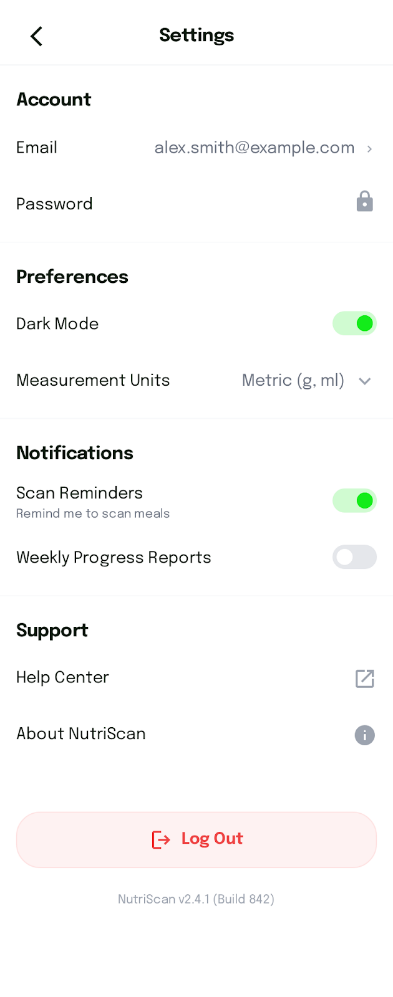 Settings
Account
Email alex.smith@example.com
Password
Preferences
Dark Mode
Measurement Units Metric (g, ml)
Notifications
Scan Reminders
Remind me to scan meals
Weekly Progress Reports
Support
Help Center
About NutriScan
Log Out
NutriScan v2.4.1 (Build 842)